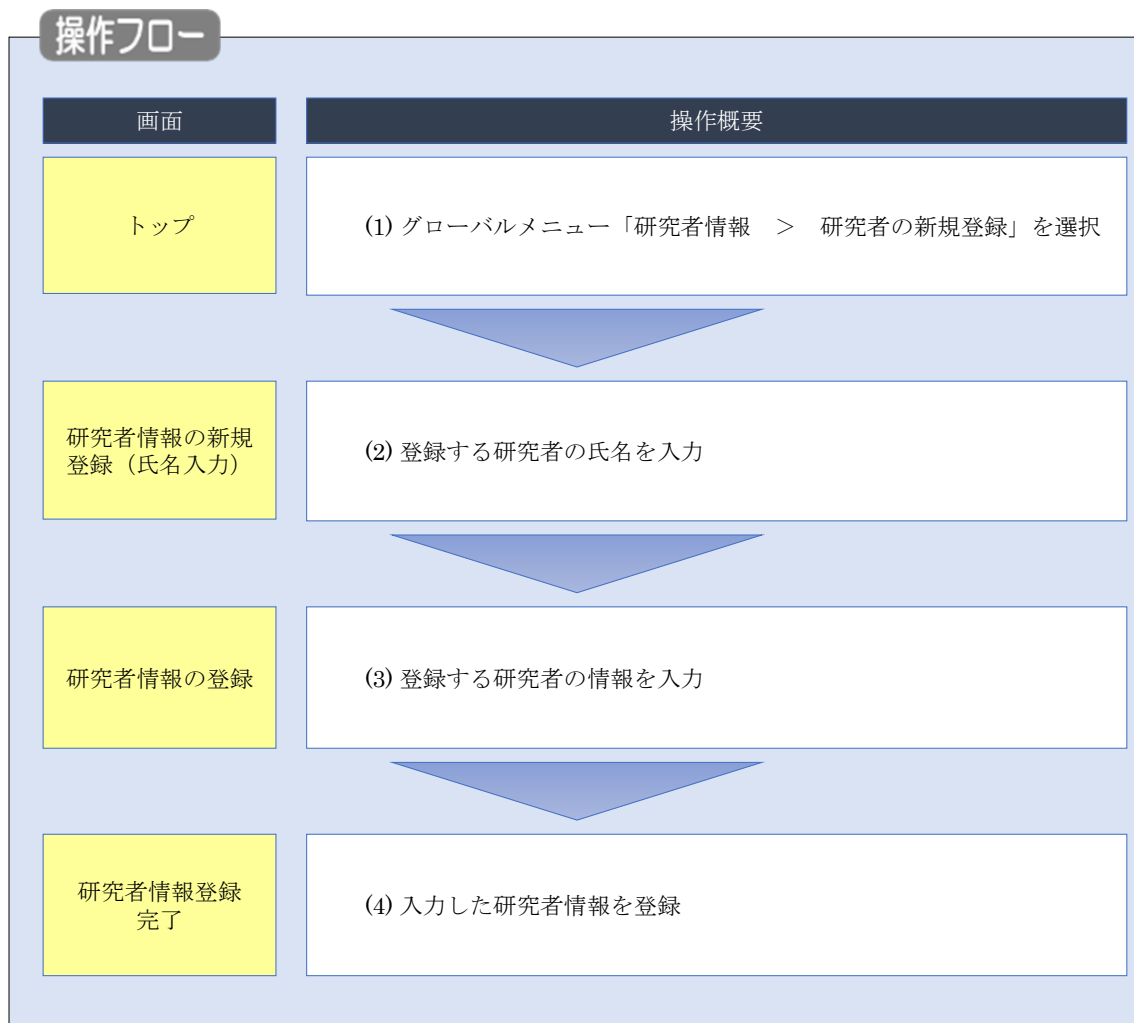 操作フロー
画面
操作概要
トップ
(1) グローバルメニュー「研究者情報　＞　研究者の新規登録」を選択
研究者情報の新規
登録（氏名入力）
(2) 登録する研究者の氏名を入力
研究者情報の登録
(3) 登録する研究者の情報を入力
研究者情報登録
完了
(4) 入力した研究者情報を登録